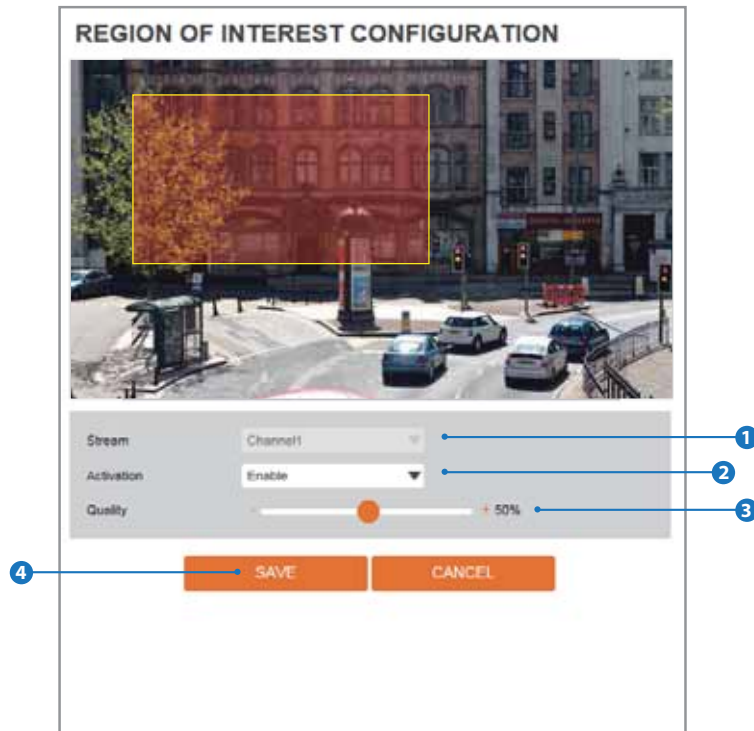 REGION OF INTEREST CONFIGURATION
Stream Channel1 1
Activation Enable 2
Quality - + 50% 3
4 SAVE CANCEL